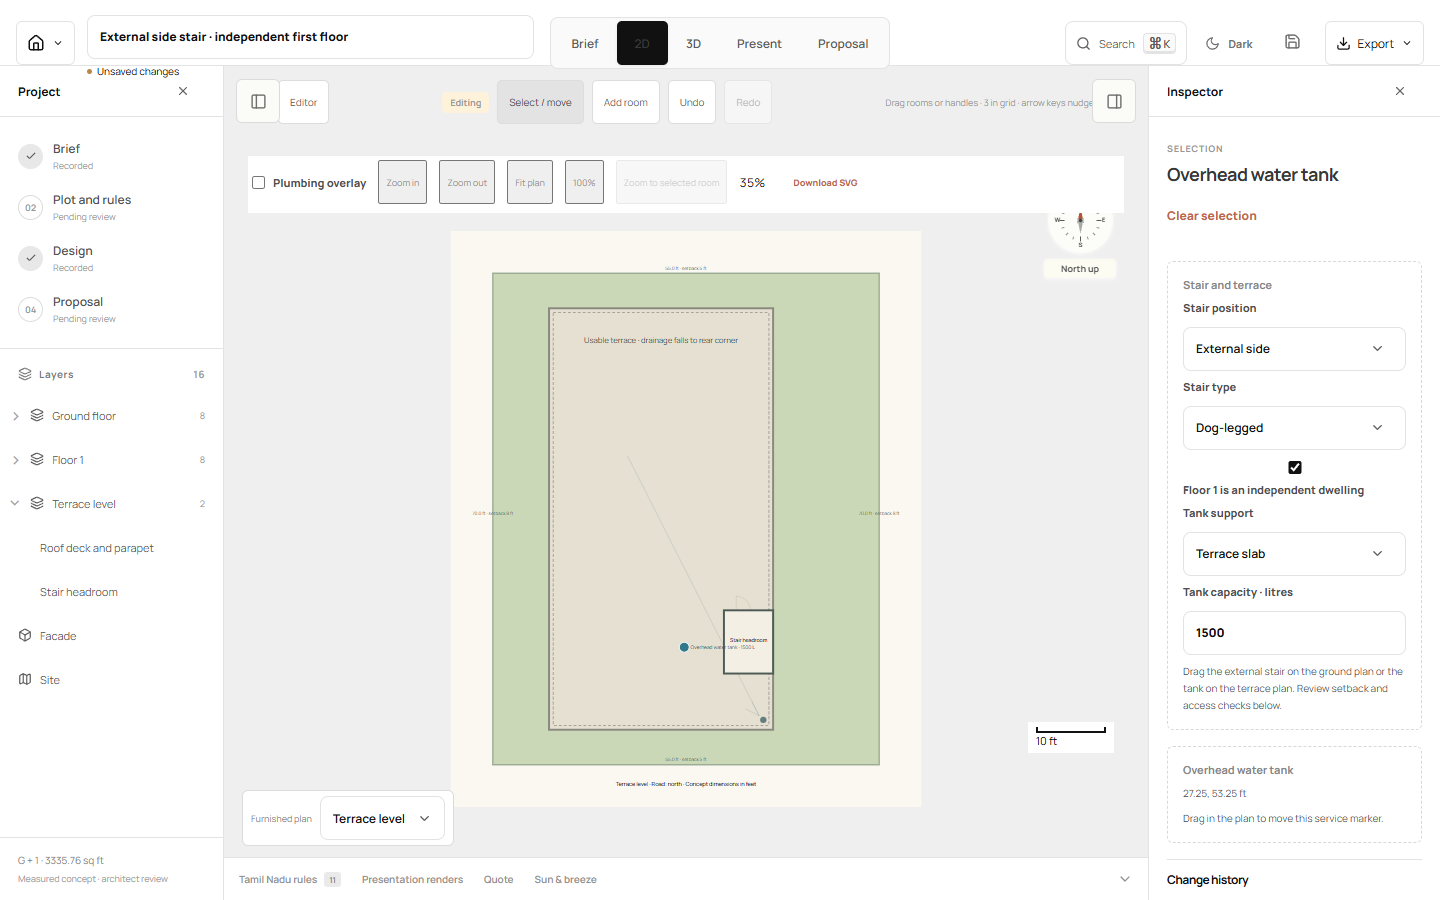 External side stair · independent first floor
Unsaved changes
Brief
2D
3D
Present
Proposal
Search
⌘K
Dark
Export
Project
Brief
Recorded
02
Plot and rules
Pending review
Design
Recorded
04
Proposal
Pending review
Layers
16
Ground floor
8
Floor 1
8
Terrace level
2
Roof deck and parapet
Stair headroom
Facade
Site
G + 1 · 3335.76 sq ft
Measured concept · architect review
Editor
Editing
Select / move
Add room
Undo
Redo
Drag rooms or handles · 3 in grid · arrow keys nudge
Plumbing overlay
Zoom in
Zoom out
Fit plan
100%
Zoom to selected room
35%
Download SVG
W
E
S
North up
Usable terrace · drainage falls to rear corner
Stair headroom
Overhead water tank · 1500 L
Terrace level · Road: north · Concept dimensions in feet
10 ft
Furnished plan
Terrace level
Tamil Nadu rules
11
Presentation renders
Quote
Sun & breeze
Inspector
SELECTION
Overhead water tank
Clear selection
Stair and terrace
Stair position
External side
Stair type
Dog-legged
Floor 1 is an independent dwelling
Tank support
Terrace slab
Tank capacity · litres
1500
Drag the external stair on the ground plan or the
tank on the terrace plan. Review setback and
access checks below.
Overhead water tank
27.25, 53.25 ft
Drag in the plan to move this service marker.
Change history